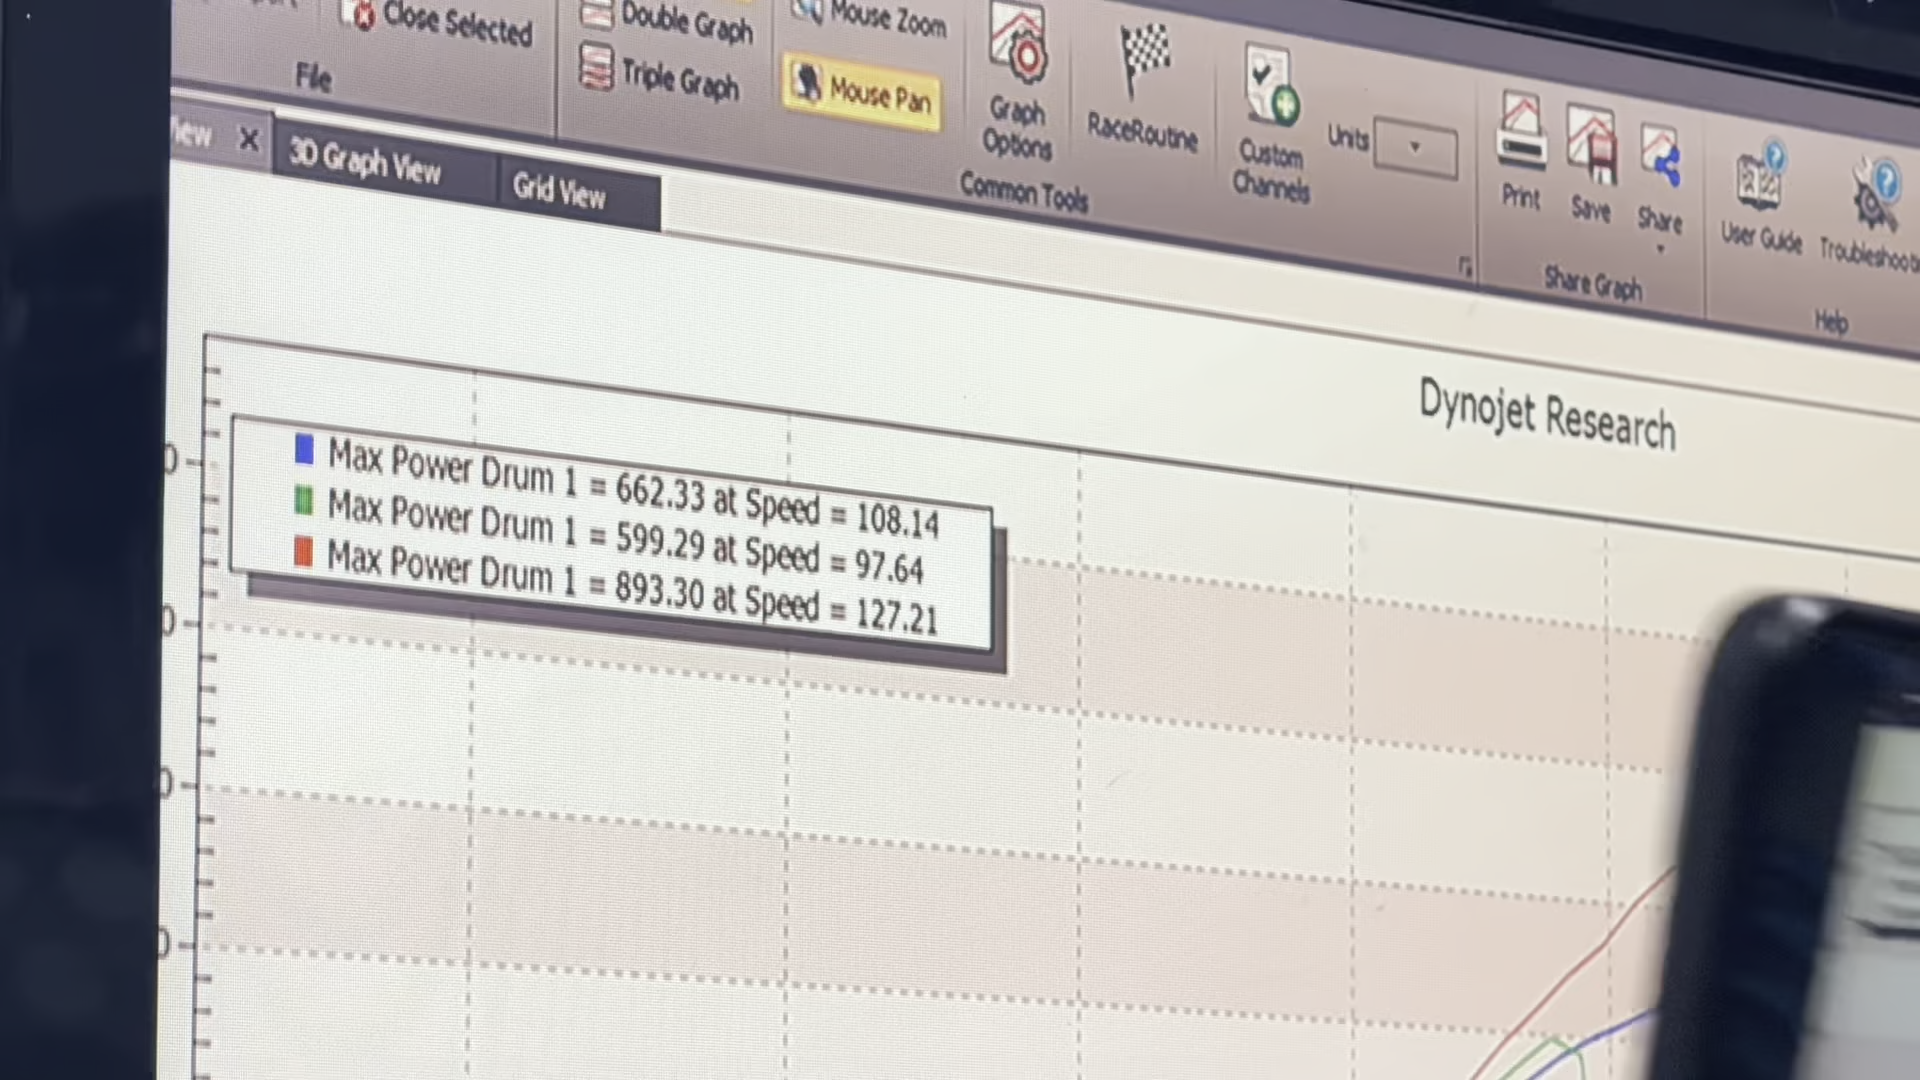 Close Selected
File
Double Graph
Triple Graph
Mouse Zoom
Mouse Pan
Graph
Options
RaceRoutine
Custom
Channels
Units
Common Tools
Print
Save
Share
Share Graph
User Guide
Help
3D Graph View
Grid View
Dynojet Research
Max Power Drum 1 = 662.33 at Speed = 108.14
Max Power Drum 1 = 599.29 at Speed = 97.64
Max Power Drum 1 = 893.30 at Speed = 127.21